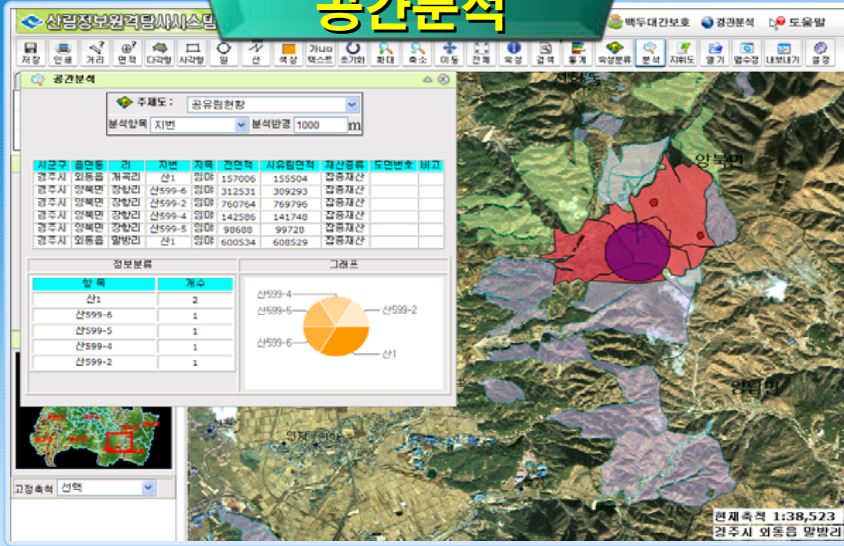 공간분석
산림정보원격탐사시스템
백두대간보호 경관분석 도움말
저장 인쇄 거리 면적 다각형 사각형 원 선 색상 텍스트 초기화 확대 축소 이동 전체 속성 검색 통계 속성분류 분석 지휘도 열기 영수정 내보내기 설정
공간분석
주제도 : 공유림현황
분석항목 지번 분석반경 1000 m
시군구 읍면동 리 지번 지목 전면적 시유림면적 재산종류 도면번호 비고
경주시 외동읍 개곡리 산1 임야 157006 155504 잡종재산
경주시 양북면 장항리 산599-6 임야 312531 309293 잡종재산
경주시 양북면 장항리 산599-2 임야 760764 769796 잡종재산
경주시 양북면 장항리 산599-4 임야 142586 141748 잡종재산
경주시 양북면 장항리 산599-5 임야 98688 99728 잡종재산
경주시 외동읍 말방리 산1 임야 600534 608529 잡종재산
정보분류 그래프
항 목 개수
산1 2
산599-6 1
산599-5 1
산599-4 1
산599-2 1
산599-4
산599-5
산599-2
산599-6
산1
양북면
고정축척 선택
현재축척 1:38,523
경주시 외동읍 말방리